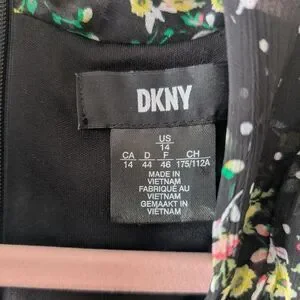 DKNY
US
14
CA D F CH
14 44 46 175/112A
MADE IN
VIETNAM
FABRIQUÉ AU
VIETNAM
GEMAAKT IN
VIETNAM